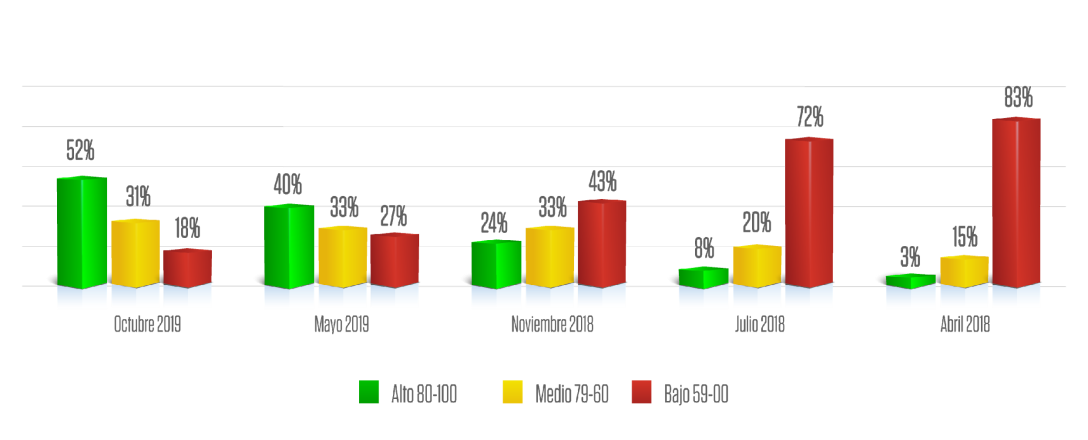 52%
31%
18%
40%
33%
27%
24%
33%
43%
8%
20%
72%
3%
15%
83%
Octubre 2019
Mayo 2019
Noviembre 2018
Julio 2018
Abril 2018
Alto 80-100
Medio 79-60
Bajo 59-00